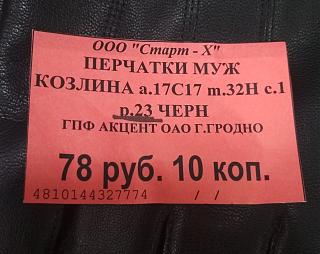 ООО "Старт - Х"
ПЕРЧАТКИ МУЖ
КОЗЛИНА а.17С17 т.32Н с.1
р.23 ЧЕРН
ГПФ АКЦЕНТ ОАО Г.ГРОДНО
78 руб. 10 коп.
4810144327774 / /